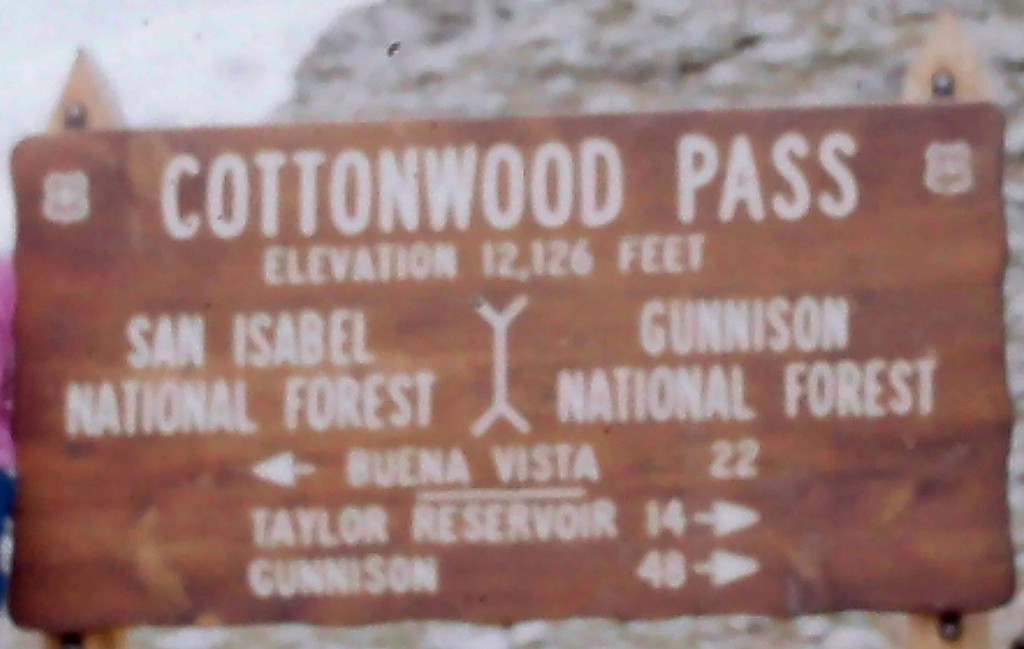 COTTONWOOD PASS
ELEVATION 12,126 FEET
SAN ISABEL
NATIONAL FOREST
GUNNISON
NATIONAL FOREST
← BUENA VISTA 22
TAYLOR RESERVOIR 14 →
GUNNISON 48 →